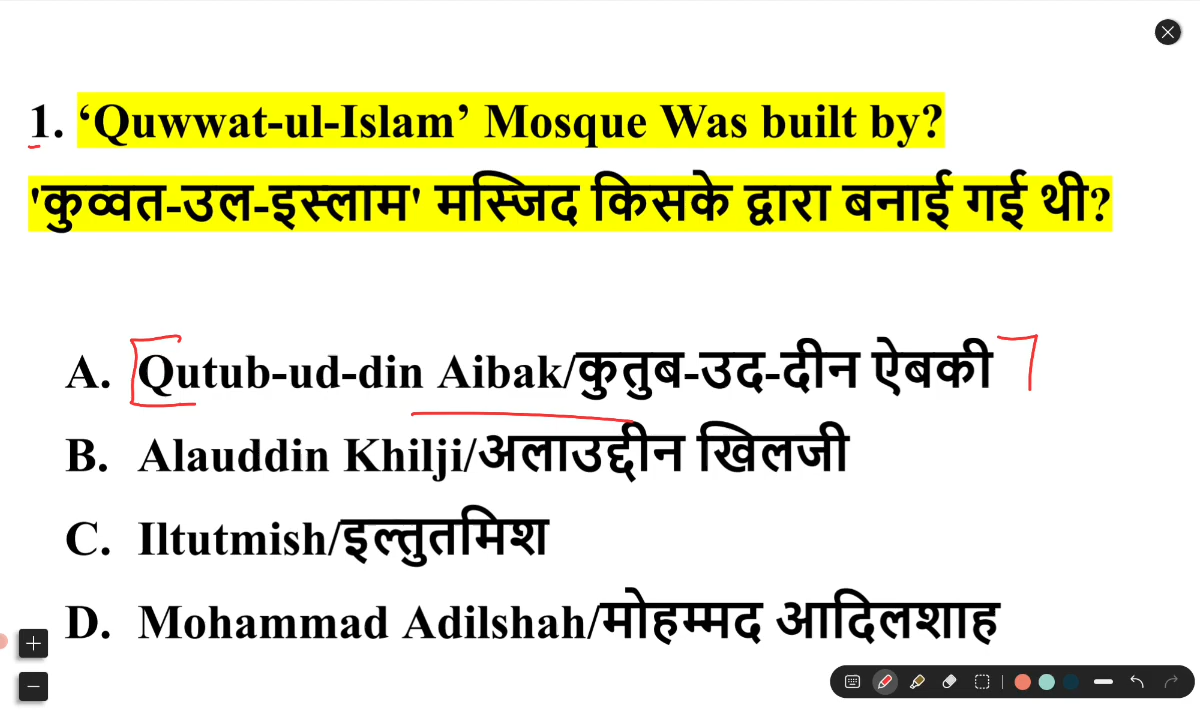 1. ‘Quwwat-ul-Islam’ Mosque Was built by?
'कुव्वत-उल-इस्लाम' मस्जिद किसके द्वारा बनाई गई थी?
A. Qutub-ud-din Aibak/कुतुब-उद-दीन ऐबकी
B. Alauddin Khilji/अलाउद्दीन खिलजी
C. Iltutmish/इल्तुतमिश
D. Mohammad Adilshah/मोहम्मद आदिलशाह